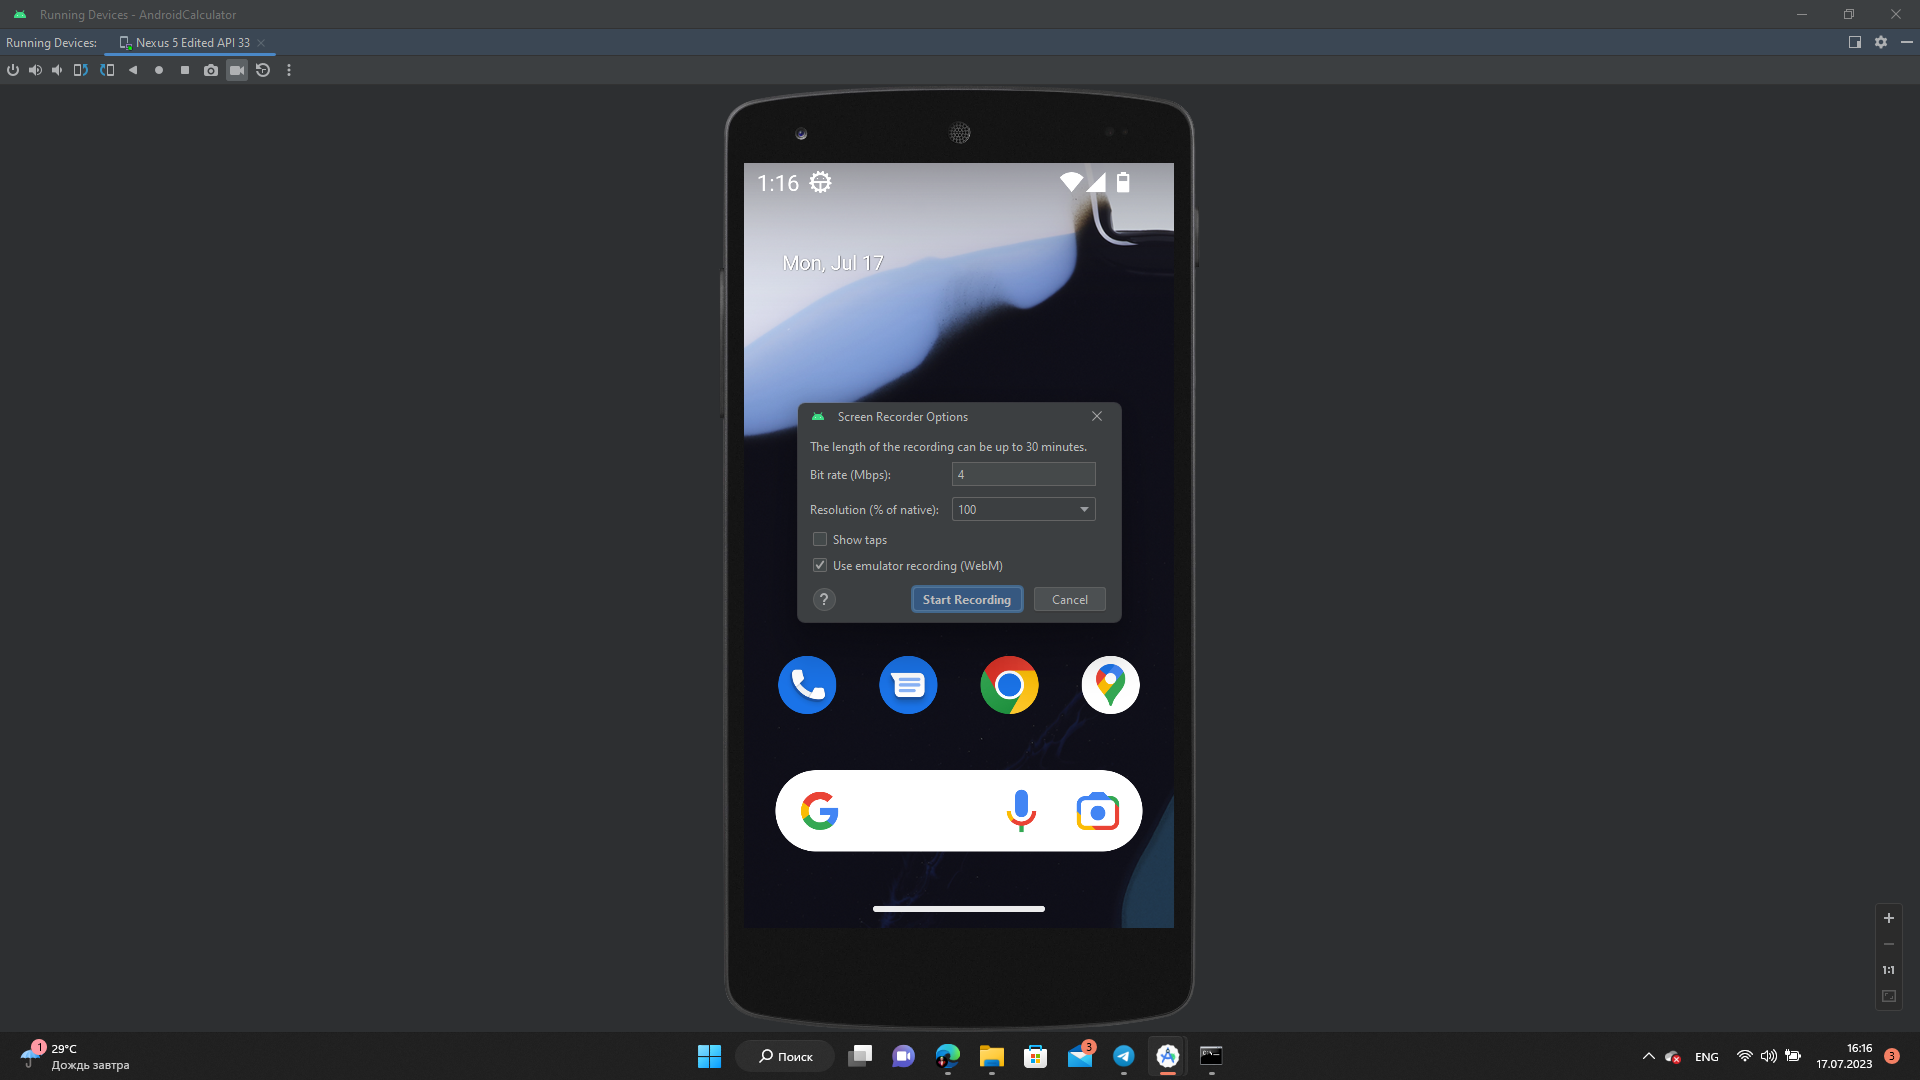 Running Devices - AndroidCalculator
Running Devices:
Nexus 5 Edited API 33
1:16
Mon, Jul 17
Screen Recorder Options
The length of the recording can be up to 30 minutes.
Bit rate (Mbps):
4
Resolution (% of native):
100
Show taps
Use emulator recording (WebM)
?
Start Recording
Cancel
1:1
1
29°C
Дождь завтра
Поиск
3
ENG
16:16
17.07.2023
3